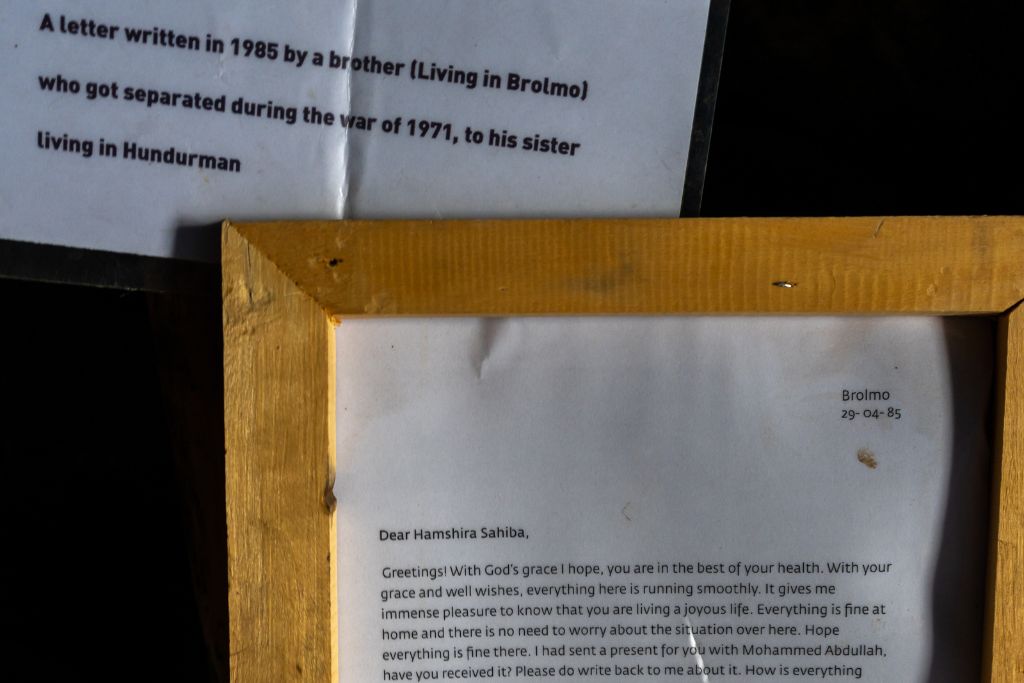 A letter written in 1985 by a brother (Living in Brolmo)
who got separated during the war of 1971, to his sister
living in Hundurman
Brolmo
29- 04- 85
Dear Hamshira Sahiba,
Greetings! With God's grace I hope, you are in the best of your health. With your
grace and well wishes, everything here is running smoothly. It gives me
immense pleasure to know that you are living a joyous life. Everything is fine at
home and there is no need to worry about the situation over here. Hope
everything is fine there. I had sent a present for you with Mohammed Abdullah,
have you received it? Please do write back to me about it. How is everything